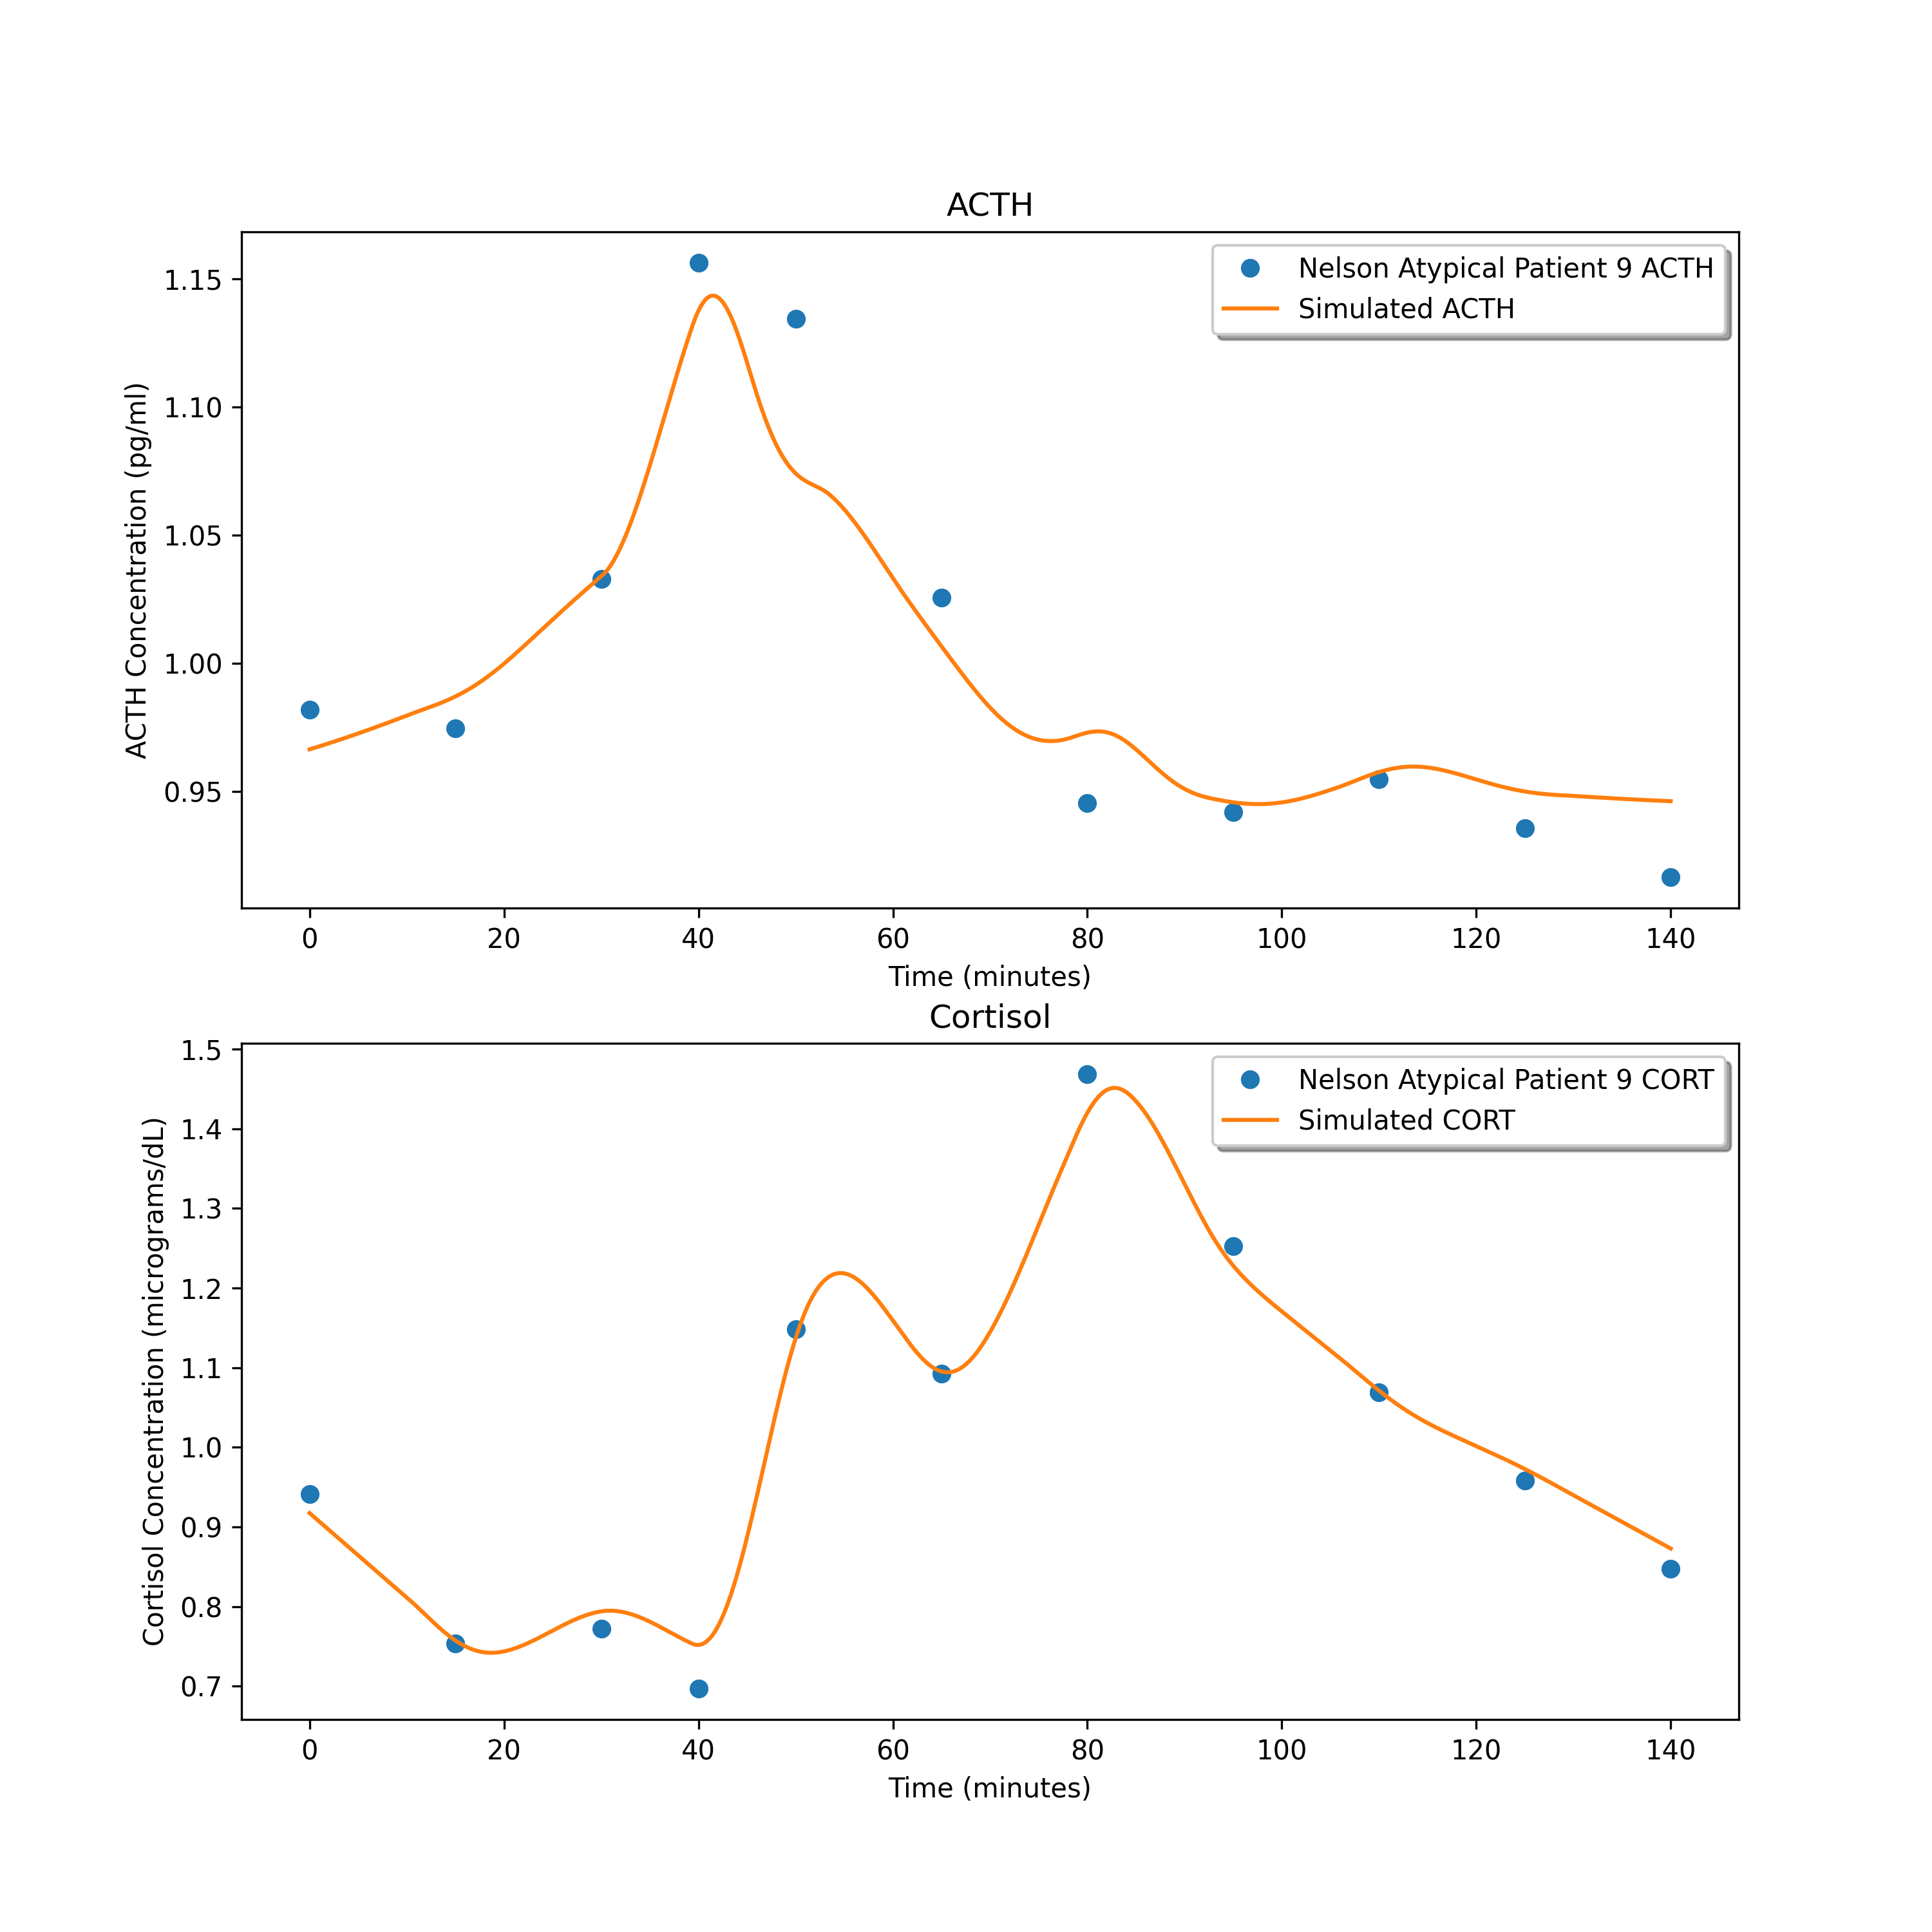 ACTH
Nelson Atypical Patient 9 ACTH
Simulated ACTH
ACTH Concentration (pg/ml)
1.15
1.10
1.05
1.00
0.95
0 20 40 60 80 100 120 140
Time (minutes)
Cortisol
Nelson Atypical Patient 9 CORT
Simulated CORT
Cortisol Concentration (micrograms/dL)
1.5
1.4
1.3
1.2
1.1
1.0
0.9
0.8
0.7
0 20 40 60 80 100 120 140
Time (minutes)